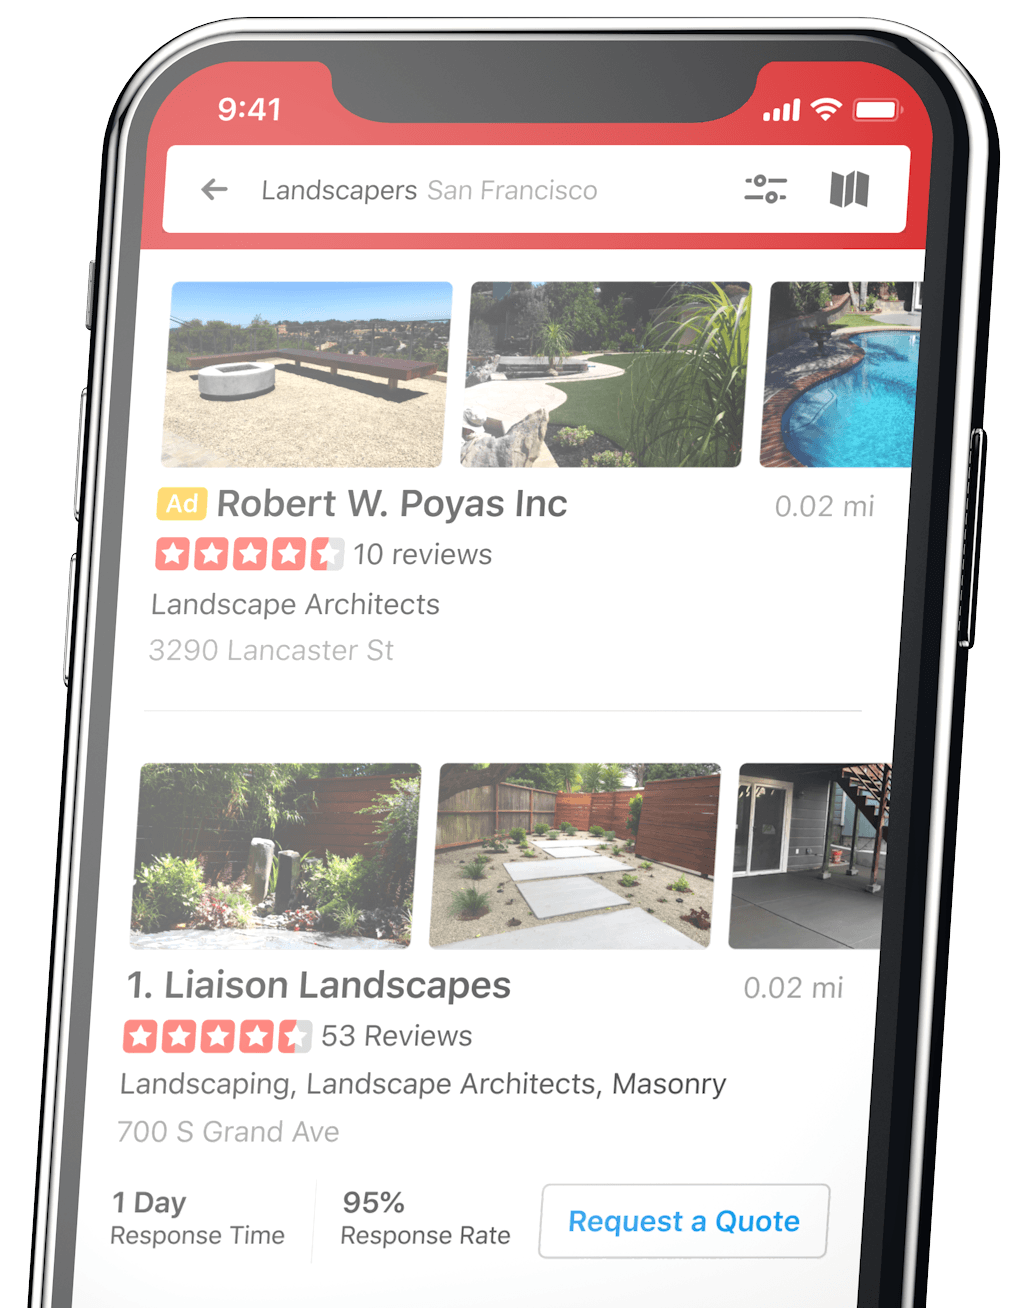 9:41
Landscapers San Francisco
Ad Robert W. Poyas Inc 0.02 mi
10 reviews
Landscape Architects
3290 Lancaster St
1. Liaison Landscapes 0.02 mi
53 Reviews
Landscaping, Landscape Architects, Masonry
700 S Grand Ave
1 Day 95%
Response Time Response Rate
Request a Quote